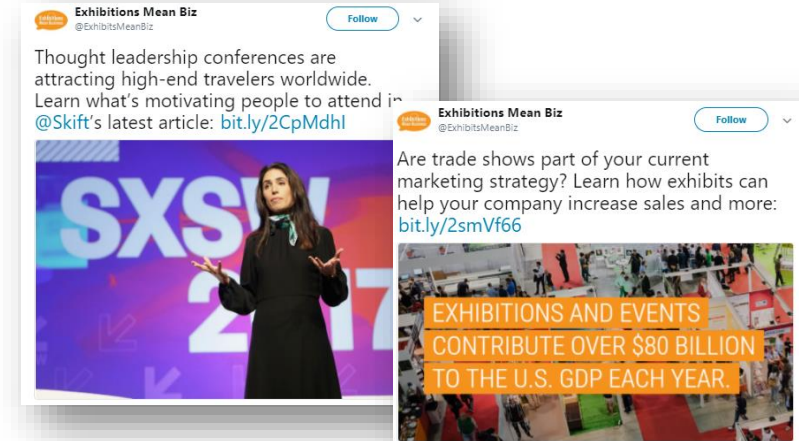 Exhibitions Mean Biz
@ExhibitsMeanBiz
Follow
Thought leadership conferences are
attracting high-end travelers worldwide.
Learn what's motivating people to attend in
@Skift's latest article: bit.ly/2CpMdhI
SXSW
2017
Exhibitions Mean Biz
@ExhibitsMeanBiz
Follow
Are trade shows part of your current
marketing strategy? Learn how exhibits can
help your company increase sales and more:
bit.ly/2smVf66
EXHIBITIONS AND EVENTS
CONTRIBUTE OVER $80 BILLION
TO THE U.S. GDP EACH YEAR.